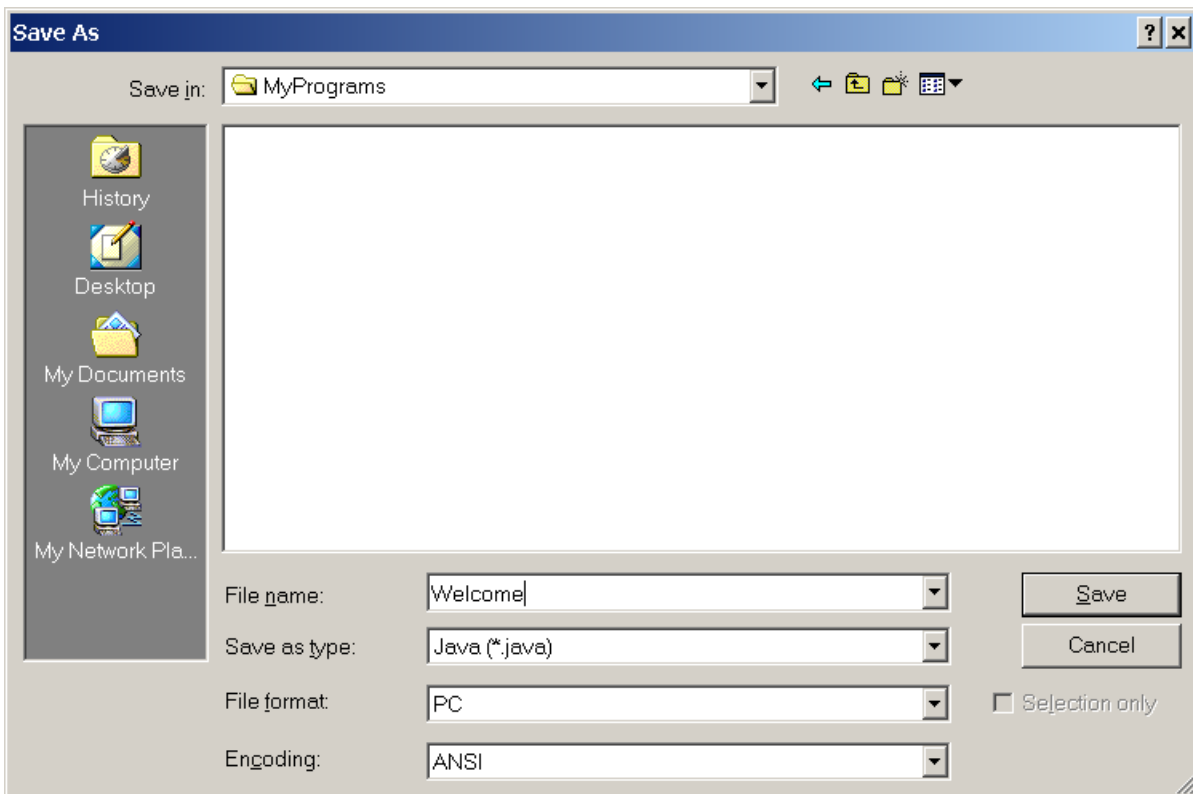 Save As
Save in: MyPrograms
History
Desktop
My Documents
My Computer
My Network Pla...
File name: Welcome Save
Save as type: Java (*.java) Cancel
File format: PC Selection only
Encoding: ANSI